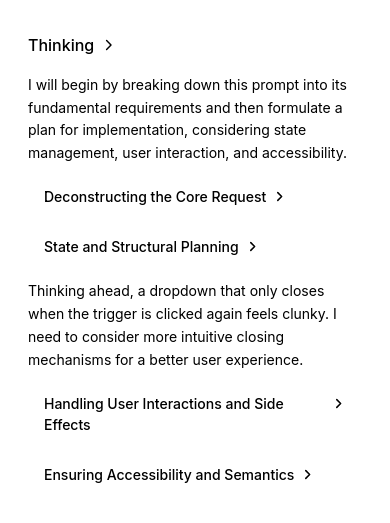 Thinking
I will begin by breaking down this prompt into its
fundamental requirements and then formulate a
plan for implementation, considering state
management, user interaction, and accessibility.
Deconstructing the Core Request
State and Structural Planning
Thinking ahead, a dropdown that only closes
when the trigger is clicked again feels clunky. I
need to consider more intuitive closing
mechanisms for a better user experience.
Handling User Interactions and Side
Effects
Ensuring Accessibility and Semantics